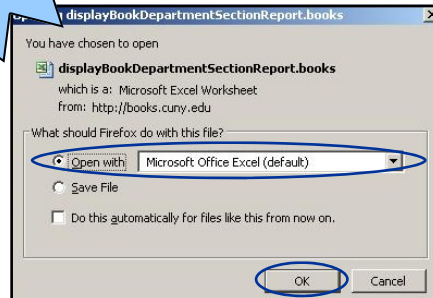 displayBookDepartmentSectionReport.books
You have chosen to open
displayBookDepartmentSectionReport.books
which is a: Microsoft Excel Worksheet
from: http://books.cuny.edu
What should Firefox do with this file?
Open with Microsoft Office Excel (default)
Save File
Do this automatically for files like this from now on.
OK Cancel